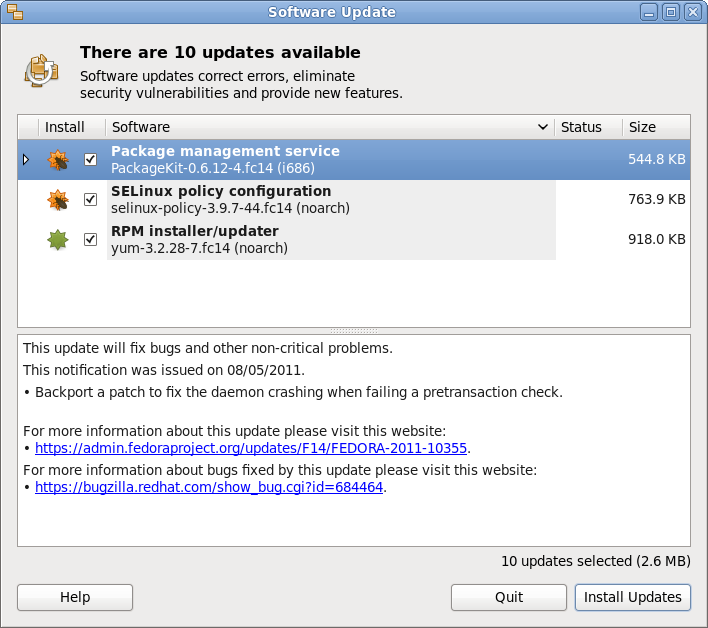 Software Update
There are 10 updates available
Software updates correct errors, eliminate
security vulnerabilities and provide new features.
Install Software Status Size
Package management service
PackageKit-0.6.12-4.fc14 (i686)
544.8 KB
SELinux policy configuration
selinux-policy-3.9.7-44.fc14 (noarch)
763.9 KB
RPM installer/updater
yum-3.2.28-7.fc14 (noarch)
918.0 KB
This update will fix bugs and other non-critical problems.
This notification was issued on 08/05/2011.
• Backport a patch to fix the daemon crashing when failing a pretransaction check.
For more information about this update please visit this website:
• https://admin.fedoraproject.org/updates/F14/FEDORA-2011-10355.
For more information about bugs fixed by this update please visit this website:
• https://bugzilla.redhat.com/show_bug.cgi?id=684464.
10 updates selected (2.6 MB)
Help Quit Install Updates